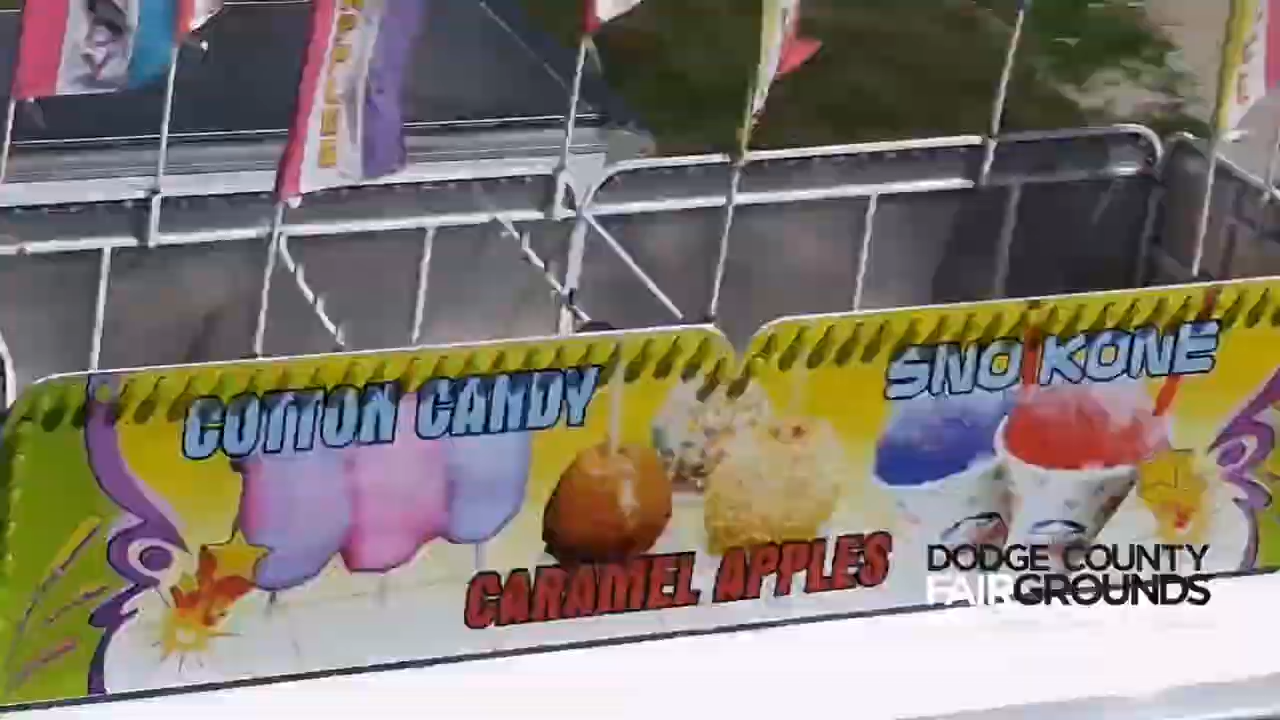 COTTON CANDY
SNO KONE
CARAMEL APPLES
DODGE COUNTY
FAIRGROUNDS